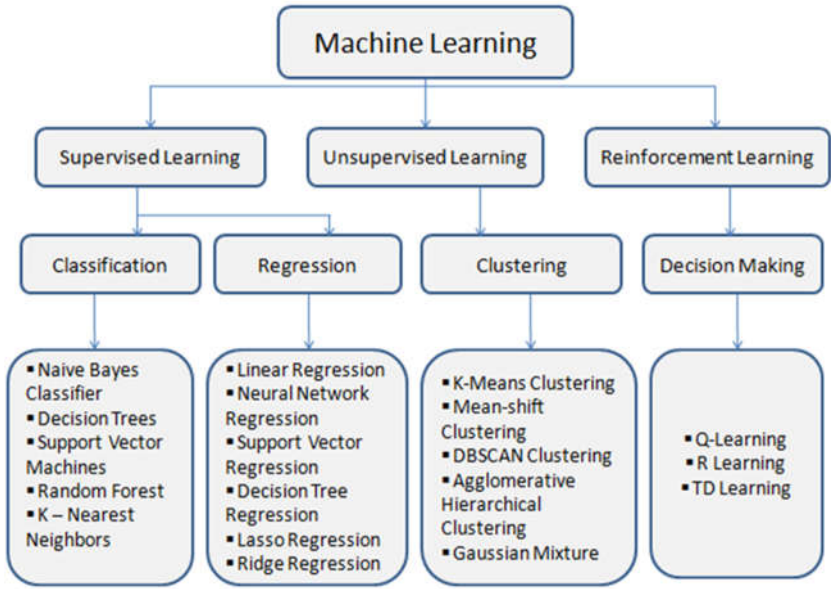 Machine Learning
Supervised Learning
Unsupervised Learning
Reinforcement Learning
Classification
Regression
Clustering
Decision Making
▪ Naive Bayes
Classifier
▪ Decision Trees
▪ Support Vector
Machines
▪ Random Forest
▪ K – Nearest
Neighbors
▪ Linear Regression
▪ Neural Network
Regression
▪ Support Vector
Regression
▪ Decision Tree
Regression
▪ Lasso Regression
▪ Ridge Regression
▪ K-Means Clustering
▪ Mean-shift
Clustering
▪ DBSCAN Clustering
▪ Agglomerative
Hierarchical
Clustering
▪ Gaussian Mixture
▪ Q-Learning
▪ R Learning
▪ TD Learning